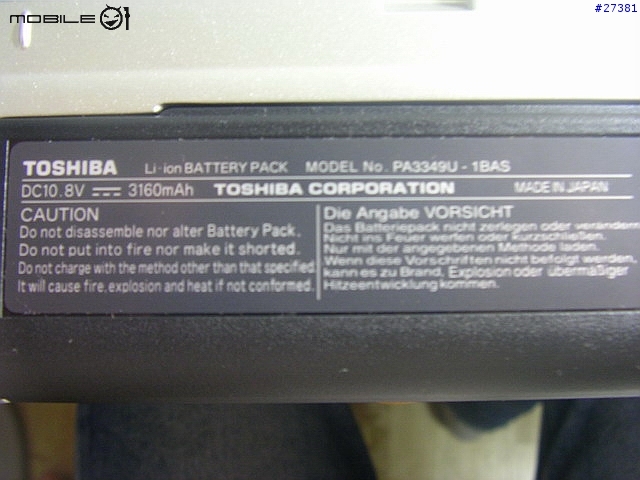 MOBILE01
#27381
TOSHIBA Li-ion BATTERY PACK MODEL No. PA3349U-1BAS
DC10.8V 3160mAh TOSHIBA CORPORATION MADE IN JAPAN
CAUTION
Do not disassemble nor alter Battery Pack.
Do not put into fire nor make it shorted.
Do not charge with the method other than that specified
It will cause fire, explosion and heat if not conformed.
Die Angabe VORSICHT
Das Batteriepack nicht zerlegen oder verändern
Nicht ins Feuer werfen oder kurzschließen.
Nur mit der angegebenen Methode laden.
Wenn diese Vorschriften nicht befolgt werden,
kann es zu Brand, Explosion oder übermäßiger
Hitzeentwicklung kommen.